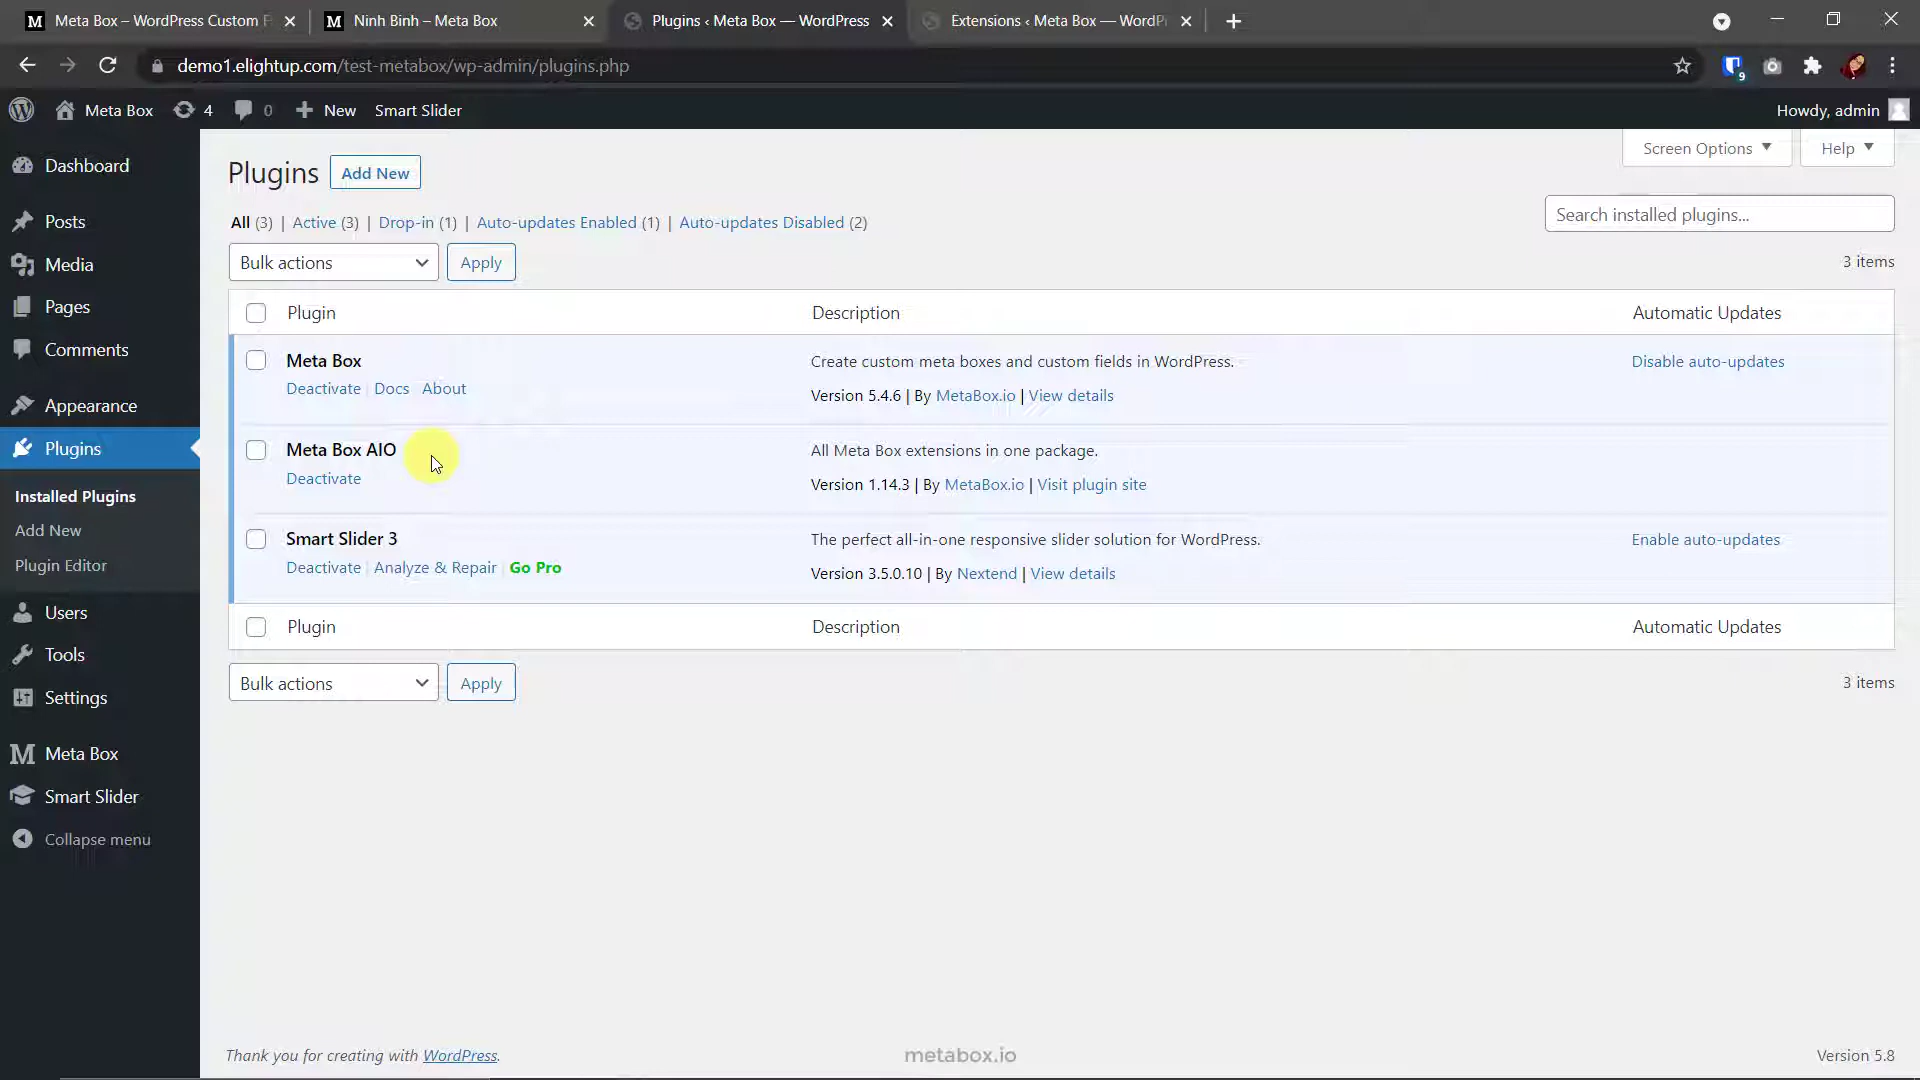 Meta Box – WordPress Custom F
Ninh Binh – Meta Box
Plugins ‹ Meta Box — WordPress
Extensions ‹ Meta Box — WordP
demo1.elightup.com/test-metabox/wp-admin/plugins.php
9
Meta Box
4
0
New
Smart Slider
Howdy, admin
Dashboard
Posts
Media
Pages
Comments
Appearance
Plugins
Installed Plugins
Add New
Plugin Editor
Users
Tools
Settings
Meta Box
Smart Slider
Collapse menu
Screen Options
Help
Plugins
Add New
All (3) | Active (3) | Drop-in (1) | Auto-updates Enabled (1) | Auto-updates Disabled (2)
Search installed plugins...
Bulk actions
Apply
3 items
Plugin
Description
Automatic Updates
Meta Box
Deactivate | Docs About
Create custom meta boxes and custom fields in WordPress.
Version 5.4.6 | By MetaBox.io | View details
Disable auto-updates
Meta Box AIO
Deactivate
All Meta Box extensions in one package.
Version 1.14.3 | By MetaBox.io | Visit plugin site
Smart Slider 3
Deactivate | Analyze & Repair | Go Pro
The perfect all-in-one responsive slider solution for WordPress.
Version 3.5.0.10 | By Nextend | View details
Enable auto-updates
Plugin
Description
Automatic Updates
Bulk actions
Apply
3 items
Thank you for creating with WordPress.
metabox.io
Version 5.8